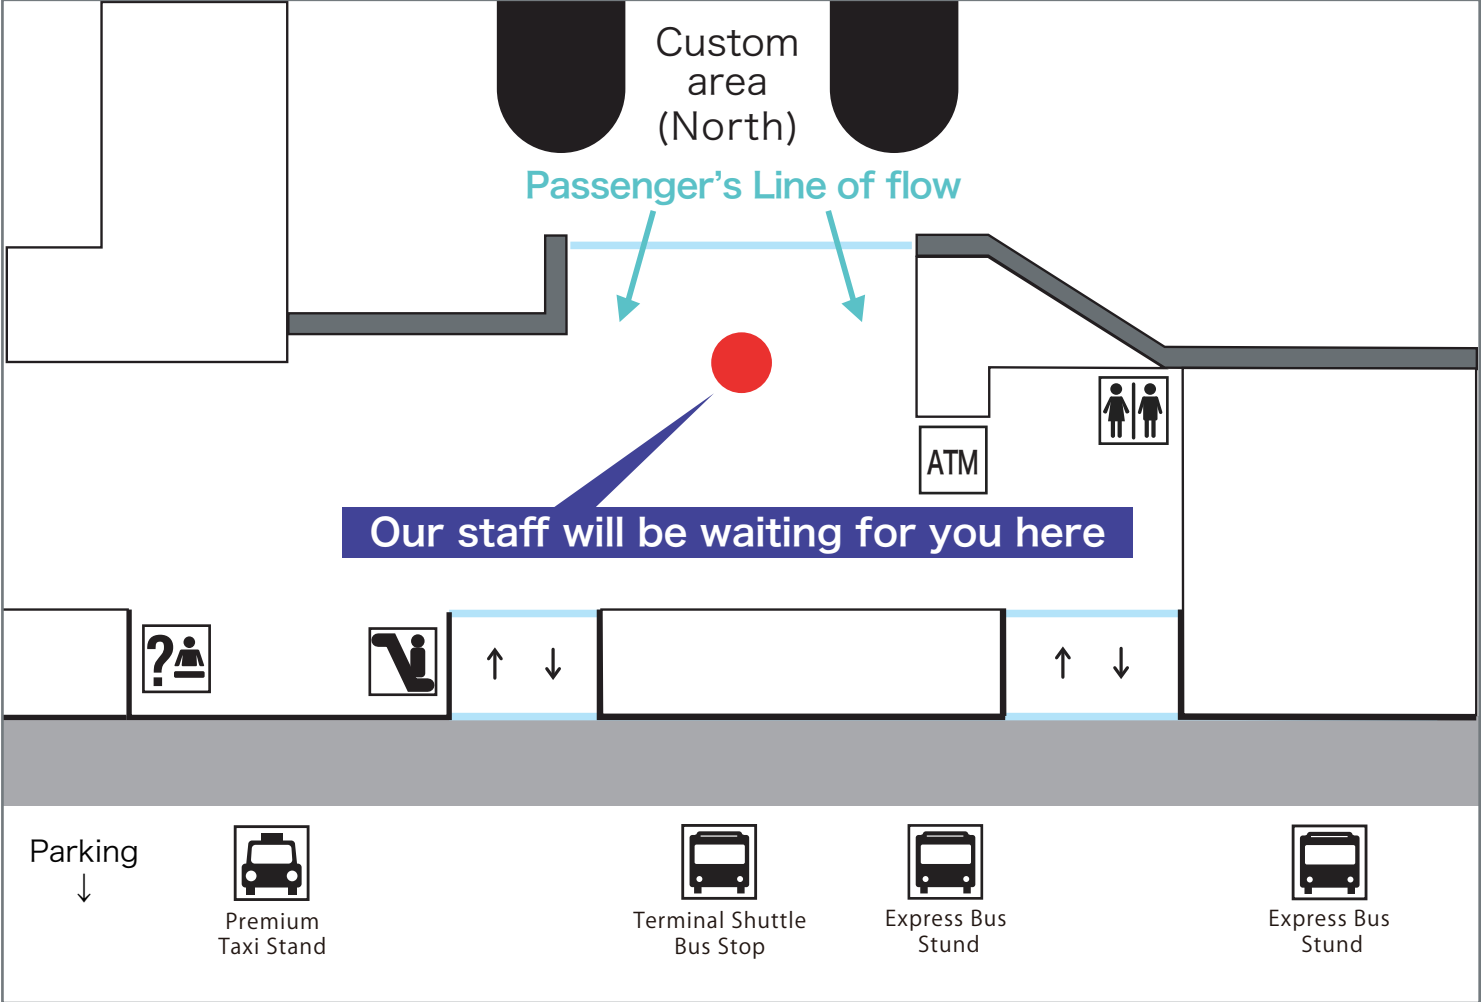 Custom
area
(North)
Passenger's Line of flow
ATM
Our staff will be waiting for you here
?
Parking
↓
Premium
Taxi Stand
Terminal Shuttle
Bus Stop
Express Bus
Stund
Express Bus
Stund